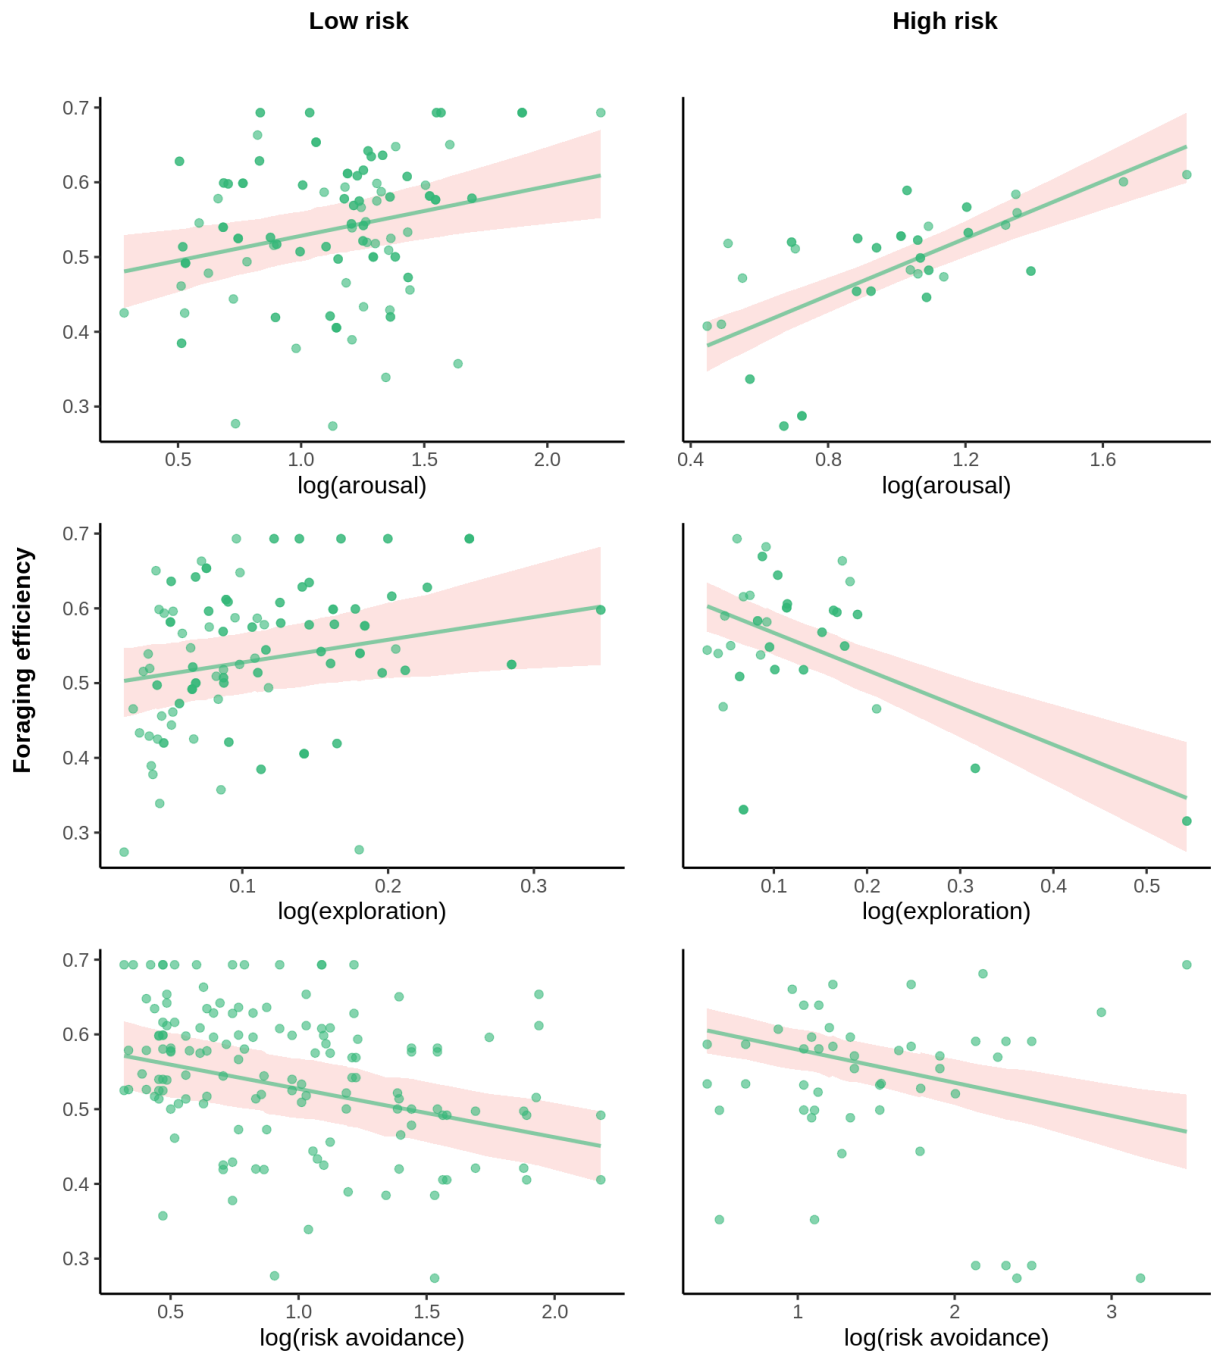 Low risk
High risk
0.7
0.6
0.5
0.4
0.3
0.5 1.0 1.5 2.0
log(arousal)
0.4 0.8 1.2 1.6
log(arousal)
Foraging efficiency
0.7
0.6
0.5
0.4
0.3
0.1 0.2 0.3
log(exploration)
0.1 0.2 0.3 0.4 0.5
log(exploration)
0.7
0.6
0.5
0.4
0.3
0.5 1.0 1.5 2.0
log(risk avoidance)
1 2 3
log(risk avoidance)